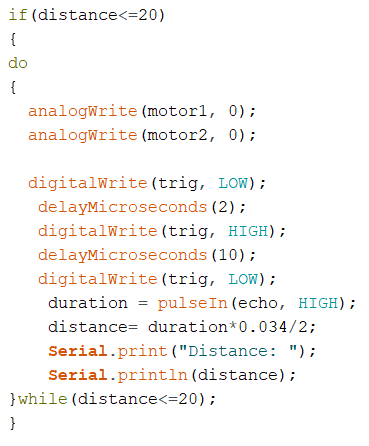 if(distance<=20)
{
do
{
  analogWrite(motor1, 0);
  analogWrite(motor2, 0);

  digitalWrite(trig, LOW);
   delayMicroseconds(2);
   digitalWrite(trig, HIGH);
   delayMicroseconds(10);
   digitalWrite(trig, LOW);
    duration = pulseIn(echo, HIGH);
    distance= duration*0.034/2;
    Serial.print("Distance: ");
    Serial.println(distance);
}while(distance<=20);
}